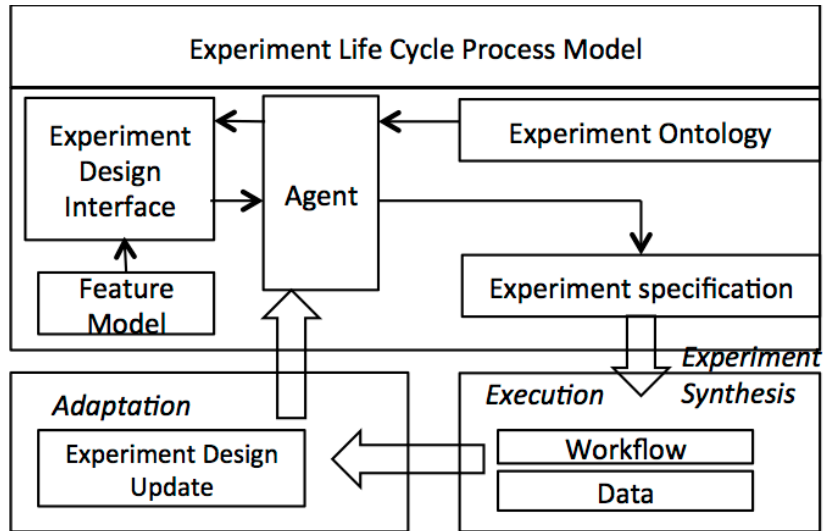 Experiment Life Cycle Process Model
Experiment
Design
Interface
Agent
Experiment Ontology
Feature
Model
Experiment specification
Experiment
Synthesis
Adaptation
Experiment Design
Update
Execution
Workflow
Data